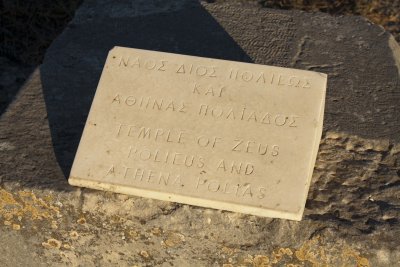 ΝΑΟΣ ΔΙΟΣ ΠΟΛΙΕΩΣ
ΚΑΙ
ΑΘΗΝΑΣ ΠΟΛΙΑΔΟΣ
TEMPLE OF ZEUS
POLIEUS AND
ATHENA POLIAS